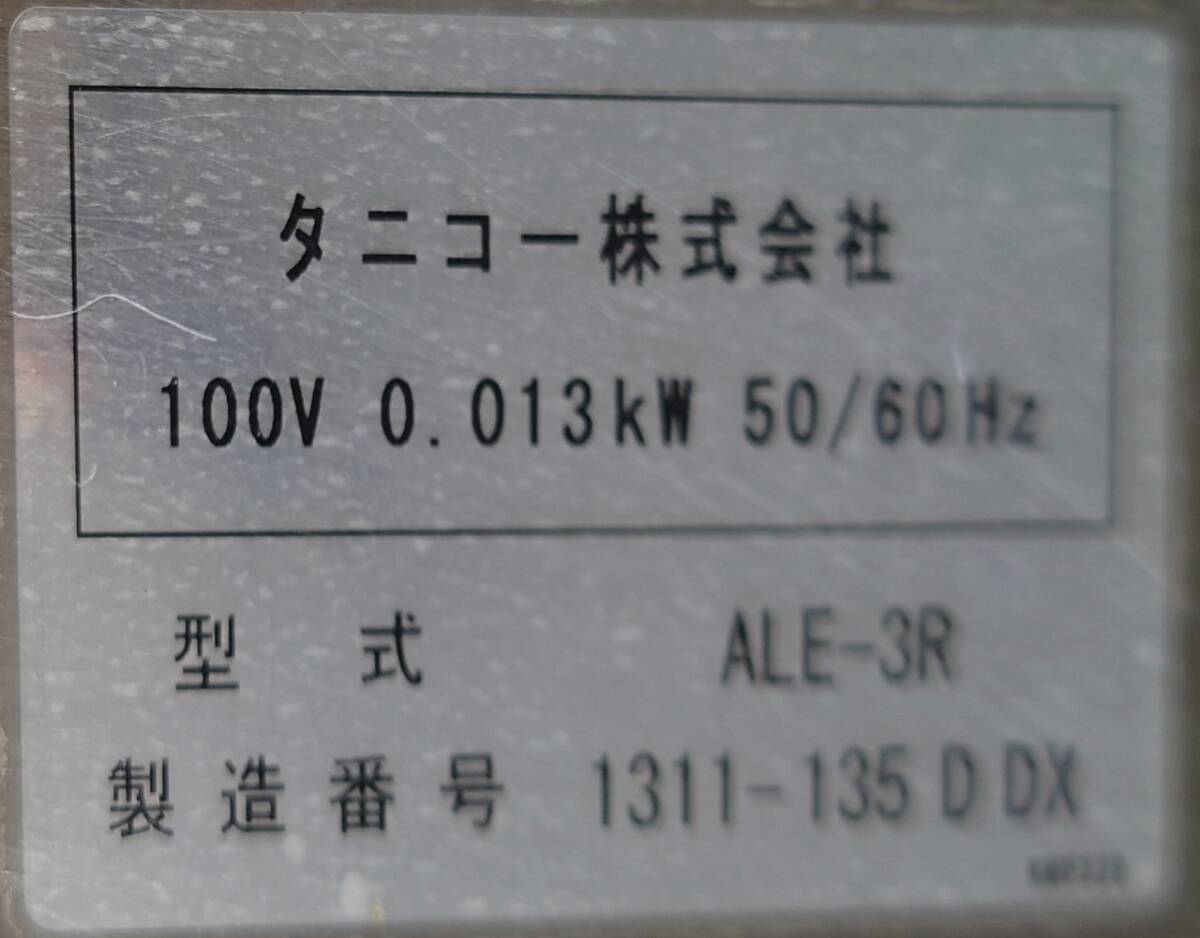 タニコー株式会社
100V 0.013kW 50/60Hz
型 式 ALE-3R
製造番号 1311-135 D DX